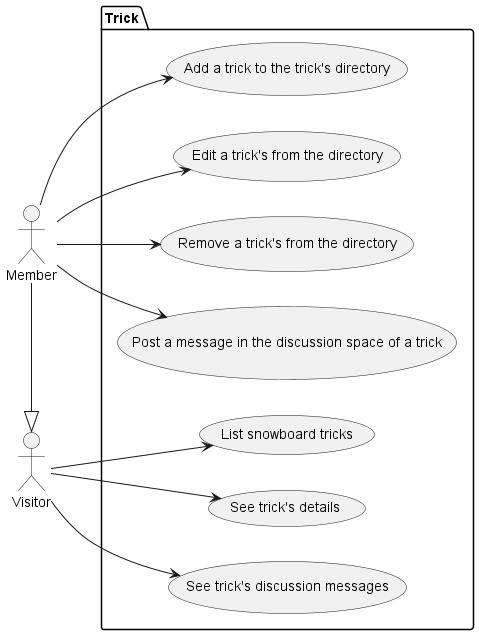 Trick
Add a trick to the trick's directory
Edit a trick's from the directory
Remove a trick's from the directory
Member
Post a message in the discussion space of a trick
List snowboard tricks
Visitor
See trick's details
See trick's discussion messages